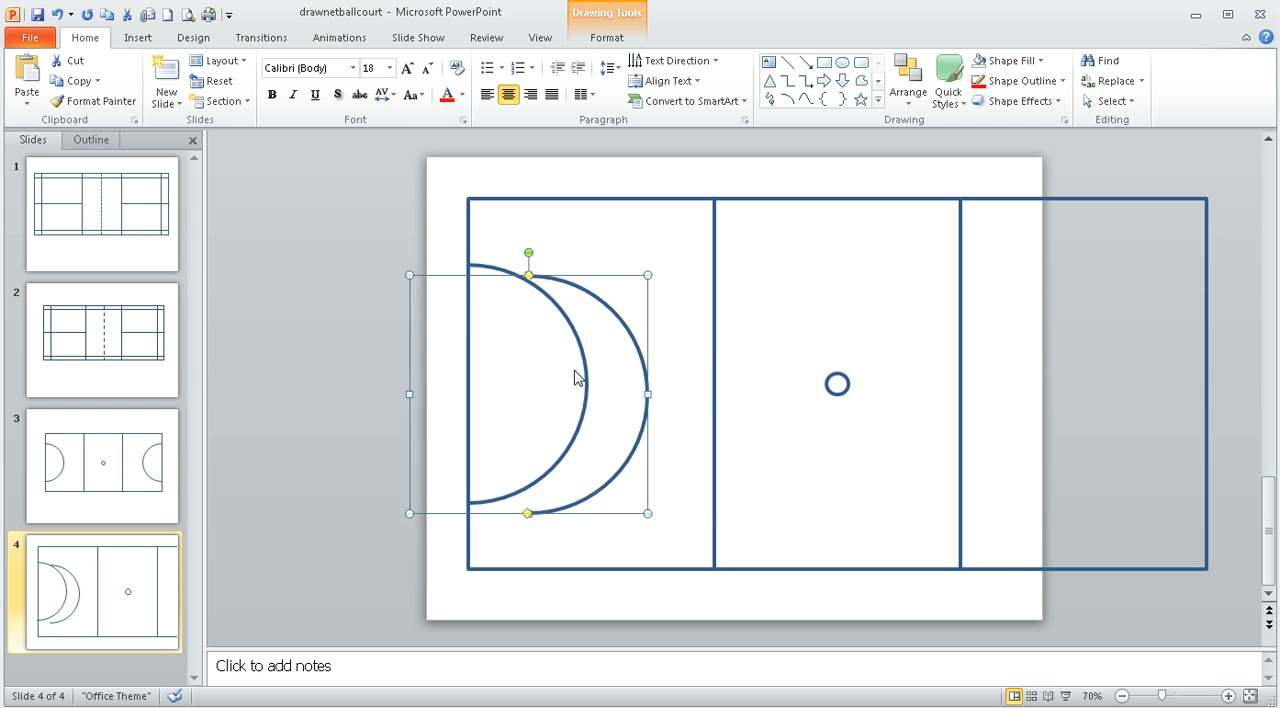 drawnetballcourt - Microsoft PowerPoint
Drawing Tools
File Home Insert Design Transitions Animations Slide Show Review View Format
Paste
Cut
Copy
Format Painter
Clipboard
New Slide
Layout
Reset
Section
Slides
Calibri (Body) 18
B I U S abc AV Aa A
Font
Text Direction
Align Text
Convert to SmartArt
Paragraph
Arrange
Quick Styles
Shape Fill
Shape Outline
Shape Effects
Drawing
Find
Replace
Select
Editing
Slides Outline
1
2
3
4
Click to add notes
Slide 4 of 4 "Office Theme" 70%